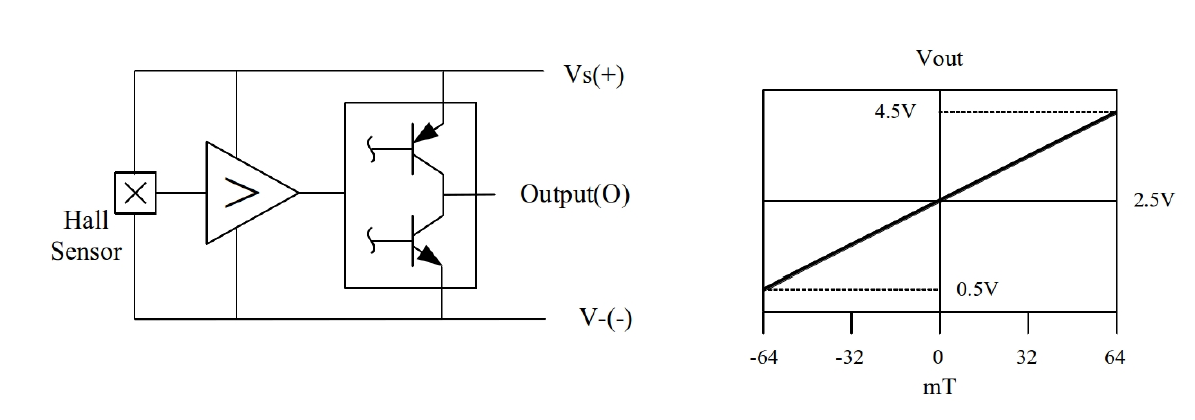 Vs(+)
Hall
Sensor
>
Output(O)
V-(-)
Vout
4.5V
2.5V
0.5V
-64 -32 0 32 64
mT